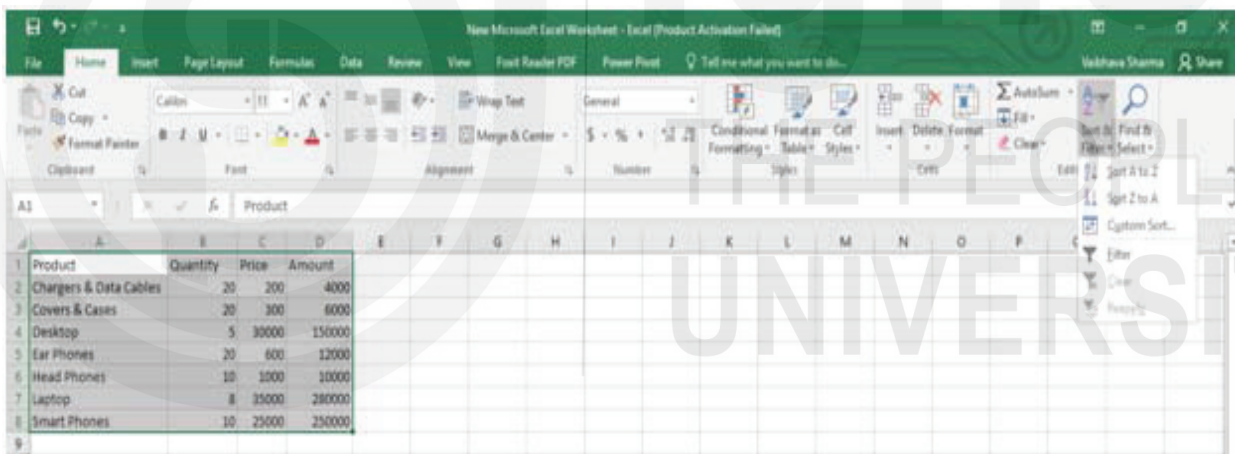 New Microsoft Excel Worksheet - Excel (Product Activation Failed)
File Home Insert Page Layout Formulas Data Review View Foxit Reader PDF Power Pivot Tell me what you want to do... Vaibhava Sharma Share
Cut
Copy
Format Painter
Paste
Clipboard
Calibri 11 A A
B I U
Font
Wrap Text
Merge & Center
Alignment
General
$ % ,
Number
Conditional Formatting
Format as Table
Cell Styles
Styles
Insert Delete Format
Cells
AutoSum
Fill
Clear
Sort & Filter
Find & Select
Sort A to Z
Sort Z to A
Custom Sort...
Filter
Clear
Reapply
A1 fx Product
A B C D E F G H I J K L M N O P
1 Product Quantity Price Amount
2 Chargers & Data Cables 20 200 4000
3 Covers & Cases 20 300 6000
4 Desktop 5 30000 150000
5 Ear Phones 20 600 12000
6 Head Phones 10 1000 10000
7 Laptop 8 35000 280000
8 Smart Phones 10 25000 250000
9
THE PEOPL
UNIVERSI